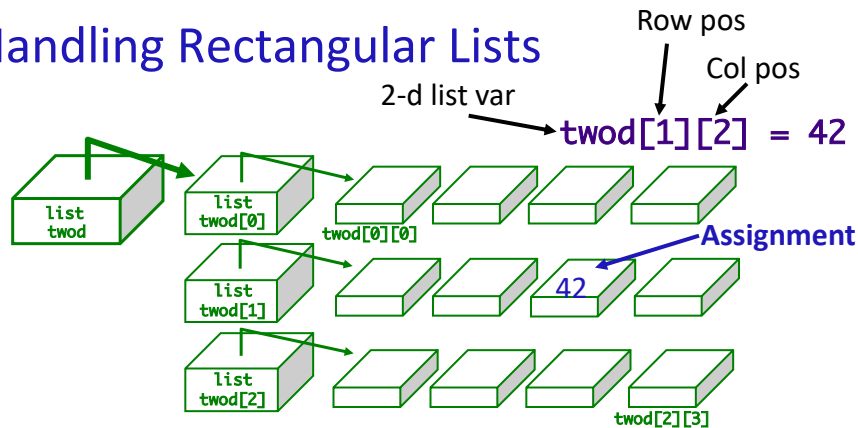 Handling Rectangular Lists
Row pos
Col pos
2-d list var
twod[1][2] = 42
list
twod
list
twod[0]
twod[0][0]
Assignment
list
twod[1]
42
list
twod[2]
twod[2][3]